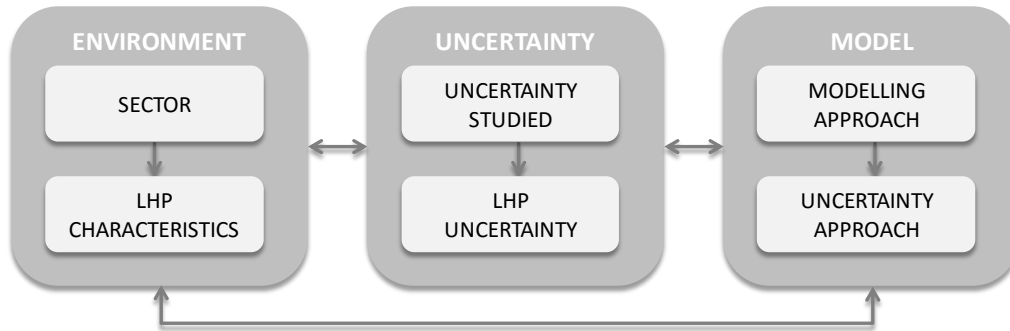 ENVIRONMENT
SECTOR
LHP
CHARACTERISTICS
UNCERTAINTY
UNCERTAINTY
STUDIED
LHP
UNCERTAINTY
MODEL
MODELLING
APPROACH
UNCERTAINTY
APPROACH